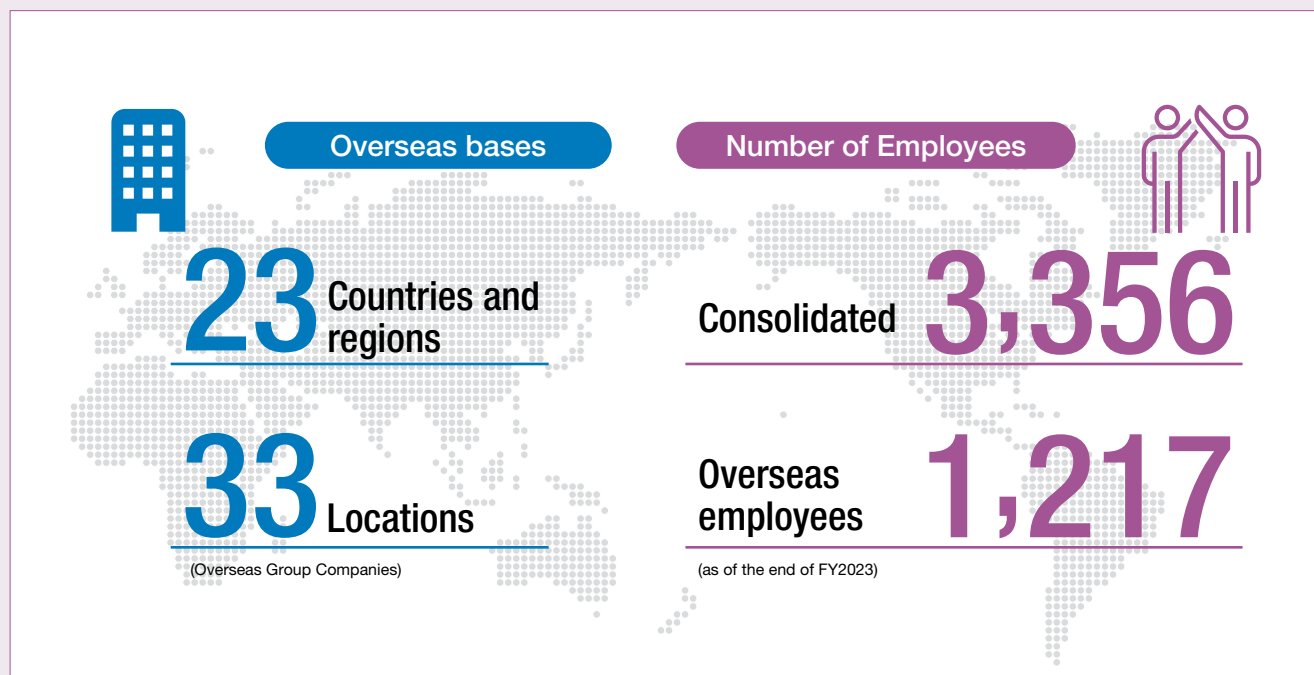 Overseas bases
23 Countries and
regions
33 Locations
(Overseas Group Companies)
Number of Employees
Consolidated 3,356
Overseas
employees 1,217
(as of the end of FY2023)